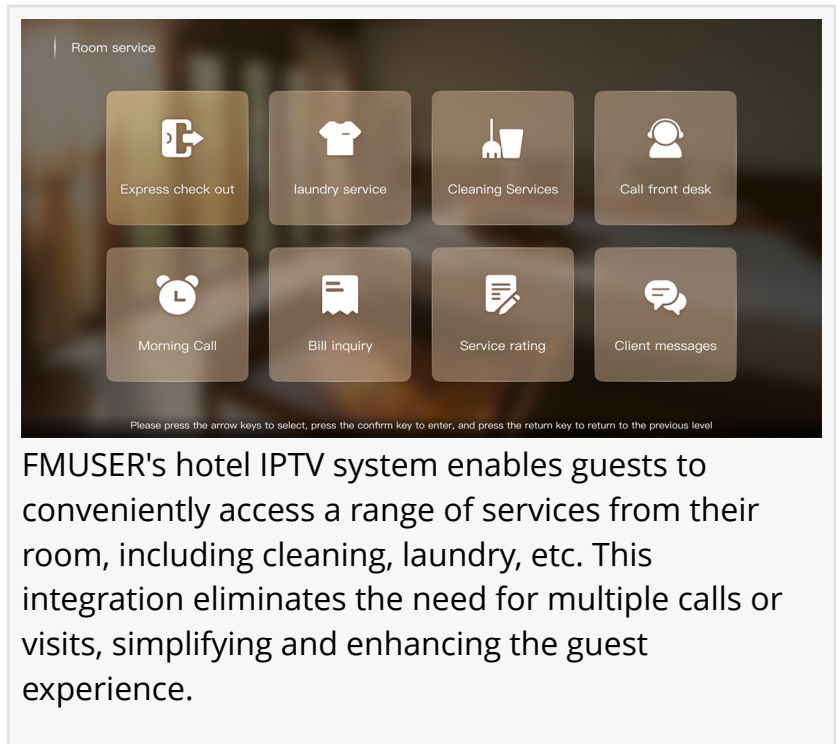 Room service
Express check out
laundry service
Cleaning Services
Call front desk
Morning Call
Bill inquiry
Service rating
Client messages
Please press the arrow keys to select, press the confirm key to enter, and press the return key to return to the previous level
FMUSER's hotel IPTV system enables guests to
conveniently access a range of services from their
room, including cleaning, laundry, etc. This
integration eliminates the need for multiple calls or
visits, simplifying and enhancing the guest
experience.